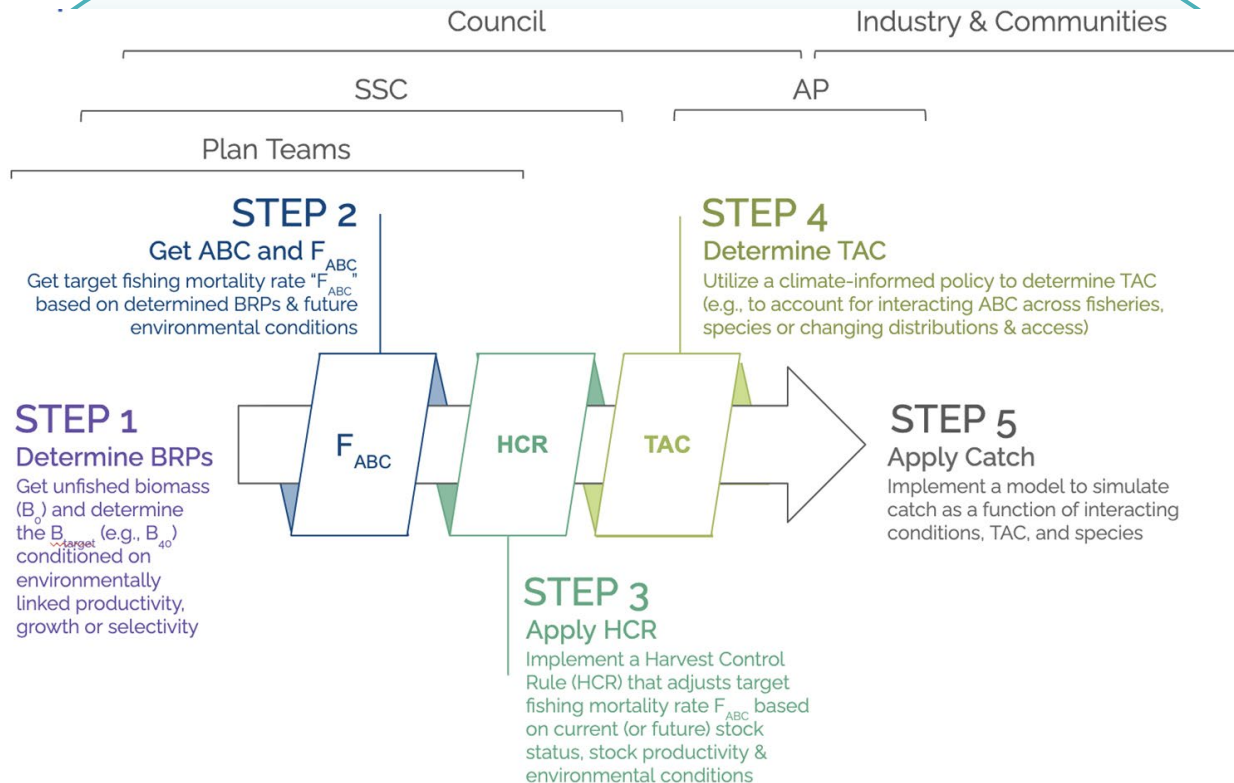 Council
Industry & Communities
SSC
AP
Plan Teams
STEP 2
Get ABC and F ABC
Get target fishing mortality rate “F ABC”
based on determined BRPs & future
environmental conditions
STEP 4
Determine TAC
Utilize a climate-informed policy to determine TAC
(e.g., to account for interacting ABC across fisheries,
species or changing distributions & access)
STEP 1
Determine BRPs
Get unfished biomass
(B0) and determine
the Btarget (e.g., B40)
conditioned on
environmentally
linked productivity,
growth or selectivity
F ABC
HCR
TAC
STEP 5
Apply Catch
Implement a model to simulate
catch as a function of interacting
conditions, TAC, and species
STEP 3
Apply HCR
Implement a Harvest Control
Rule (HCR) that adjusts target
fishing mortality rate F ABC based
on current (or future) stock
status, stock productivity &
environmental conditions